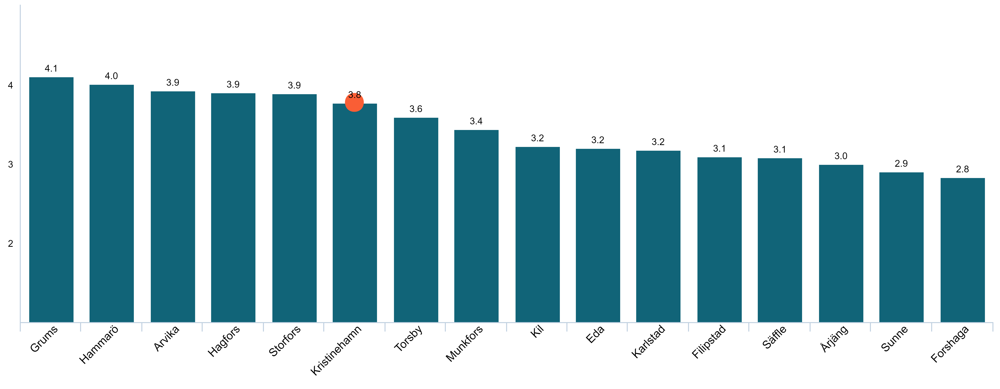 4.1
4.0
3.9
3.9
3.9
3.8
3.6
3.4
3.2
3.2
3.2
3.1
3.1
3.0
2.9
2.8
4
3
2
Grums
Hammarö
Arvika
Hagfors
Storfors
Kristinehamn
Torsby
Munkfors
Kil
Eda
Karlstad
Filipstad
Säffle
Årjäng
Sunne
Forshaga